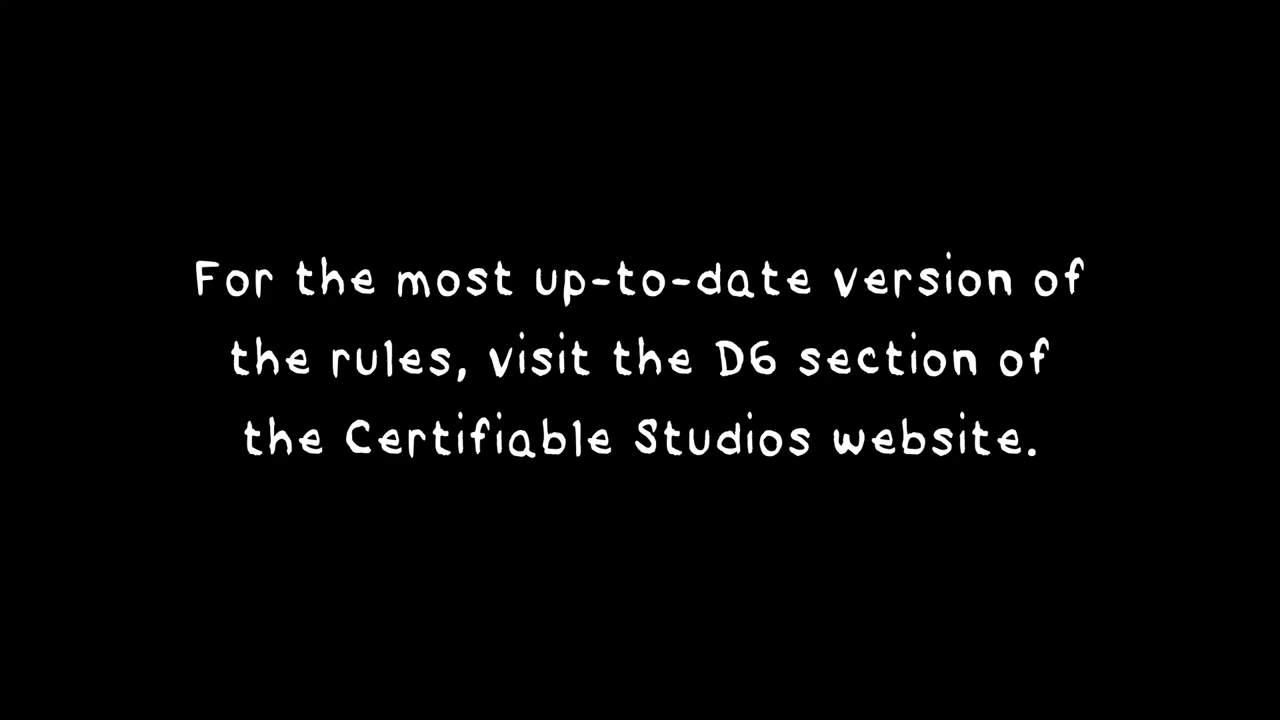 For the most up-to-date version of
the rules, visit the D6 section of
the Certifiable Studios website.